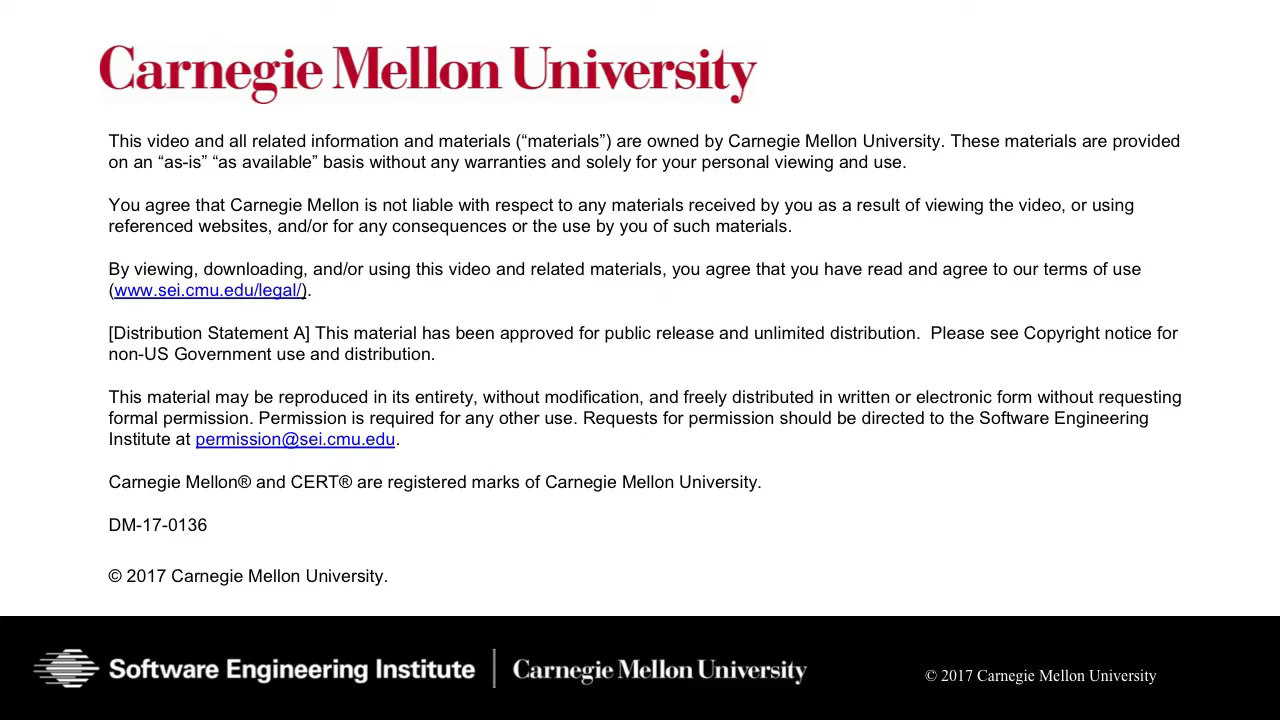 Carnegie Mellon University
This video and all related information and materials (“materials”) are owned by Carnegie Mellon University. These materials are provided
on an “as-is” “as available” basis without any warranties and solely for your personal viewing and use.
You agree that Carnegie Mellon is not liable with respect to any materials received by you as a result of viewing the video, or using
referenced websites, and/or for any consequences or the use by you of such materials.
By viewing, downloading, and/or using this video and related materials, you agree that you have read and agree to our terms of use
(www.sei.cmu.edu/legal/).
[Distribution Statement A] This material has been approved for public release and unlimited distribution.  Please see Copyright notice for
non-US Government use and distribution.
This material may be reproduced in its entirety, without modification, and freely distributed in written or electronic form without requesting
formal permission. Permission is required for any other use. Requests for permission should be directed to the Software Engineering
Institute at permission@sei.cmu.edu.
Carnegie Mellon® and CERT® are registered marks of Carnegie Mellon University.
DM-17-0136
© 2017 Carnegie Mellon University.
Software Engineering Institute | Carnegie Mellon University
© 2017 Carnegie Mellon University